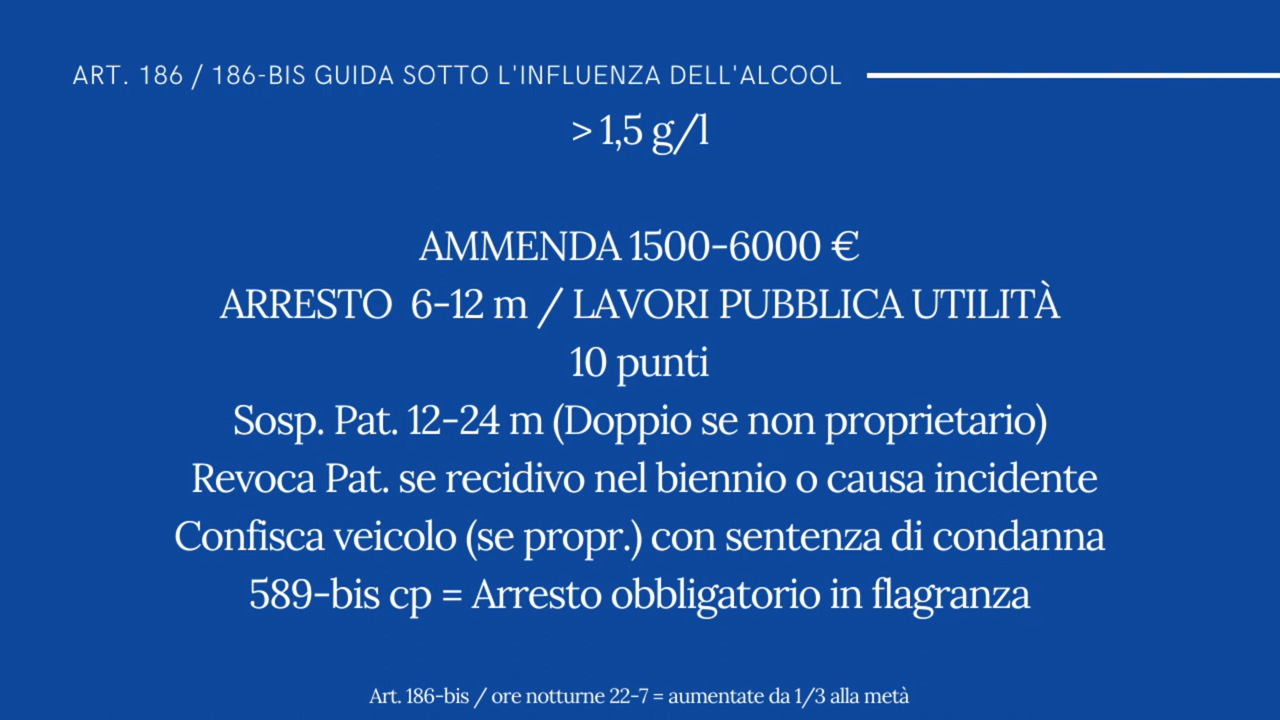 ART. 186 / 186-BIS GUIDA SOTTO L'INFLUENZA DELL'ALCOOL
> 1,5 g/l
AMMENDA 1500-6000 €
ARRESTO 6-12 m / LAVORI PUBBLICA UTILITÀ
10 punti
Sosp. Pat. 12-24 m (Doppio se non proprietario)
Revoca Pat. se recidivo nel biennio o causa incidente
Confisca veicolo (se propr.) con sentenza di condanna
589-bis cp = Arresto obbligatorio in flagranza
Art. 186-bis / ore notturne 22-7 = aumentate da 1/3 alla metà